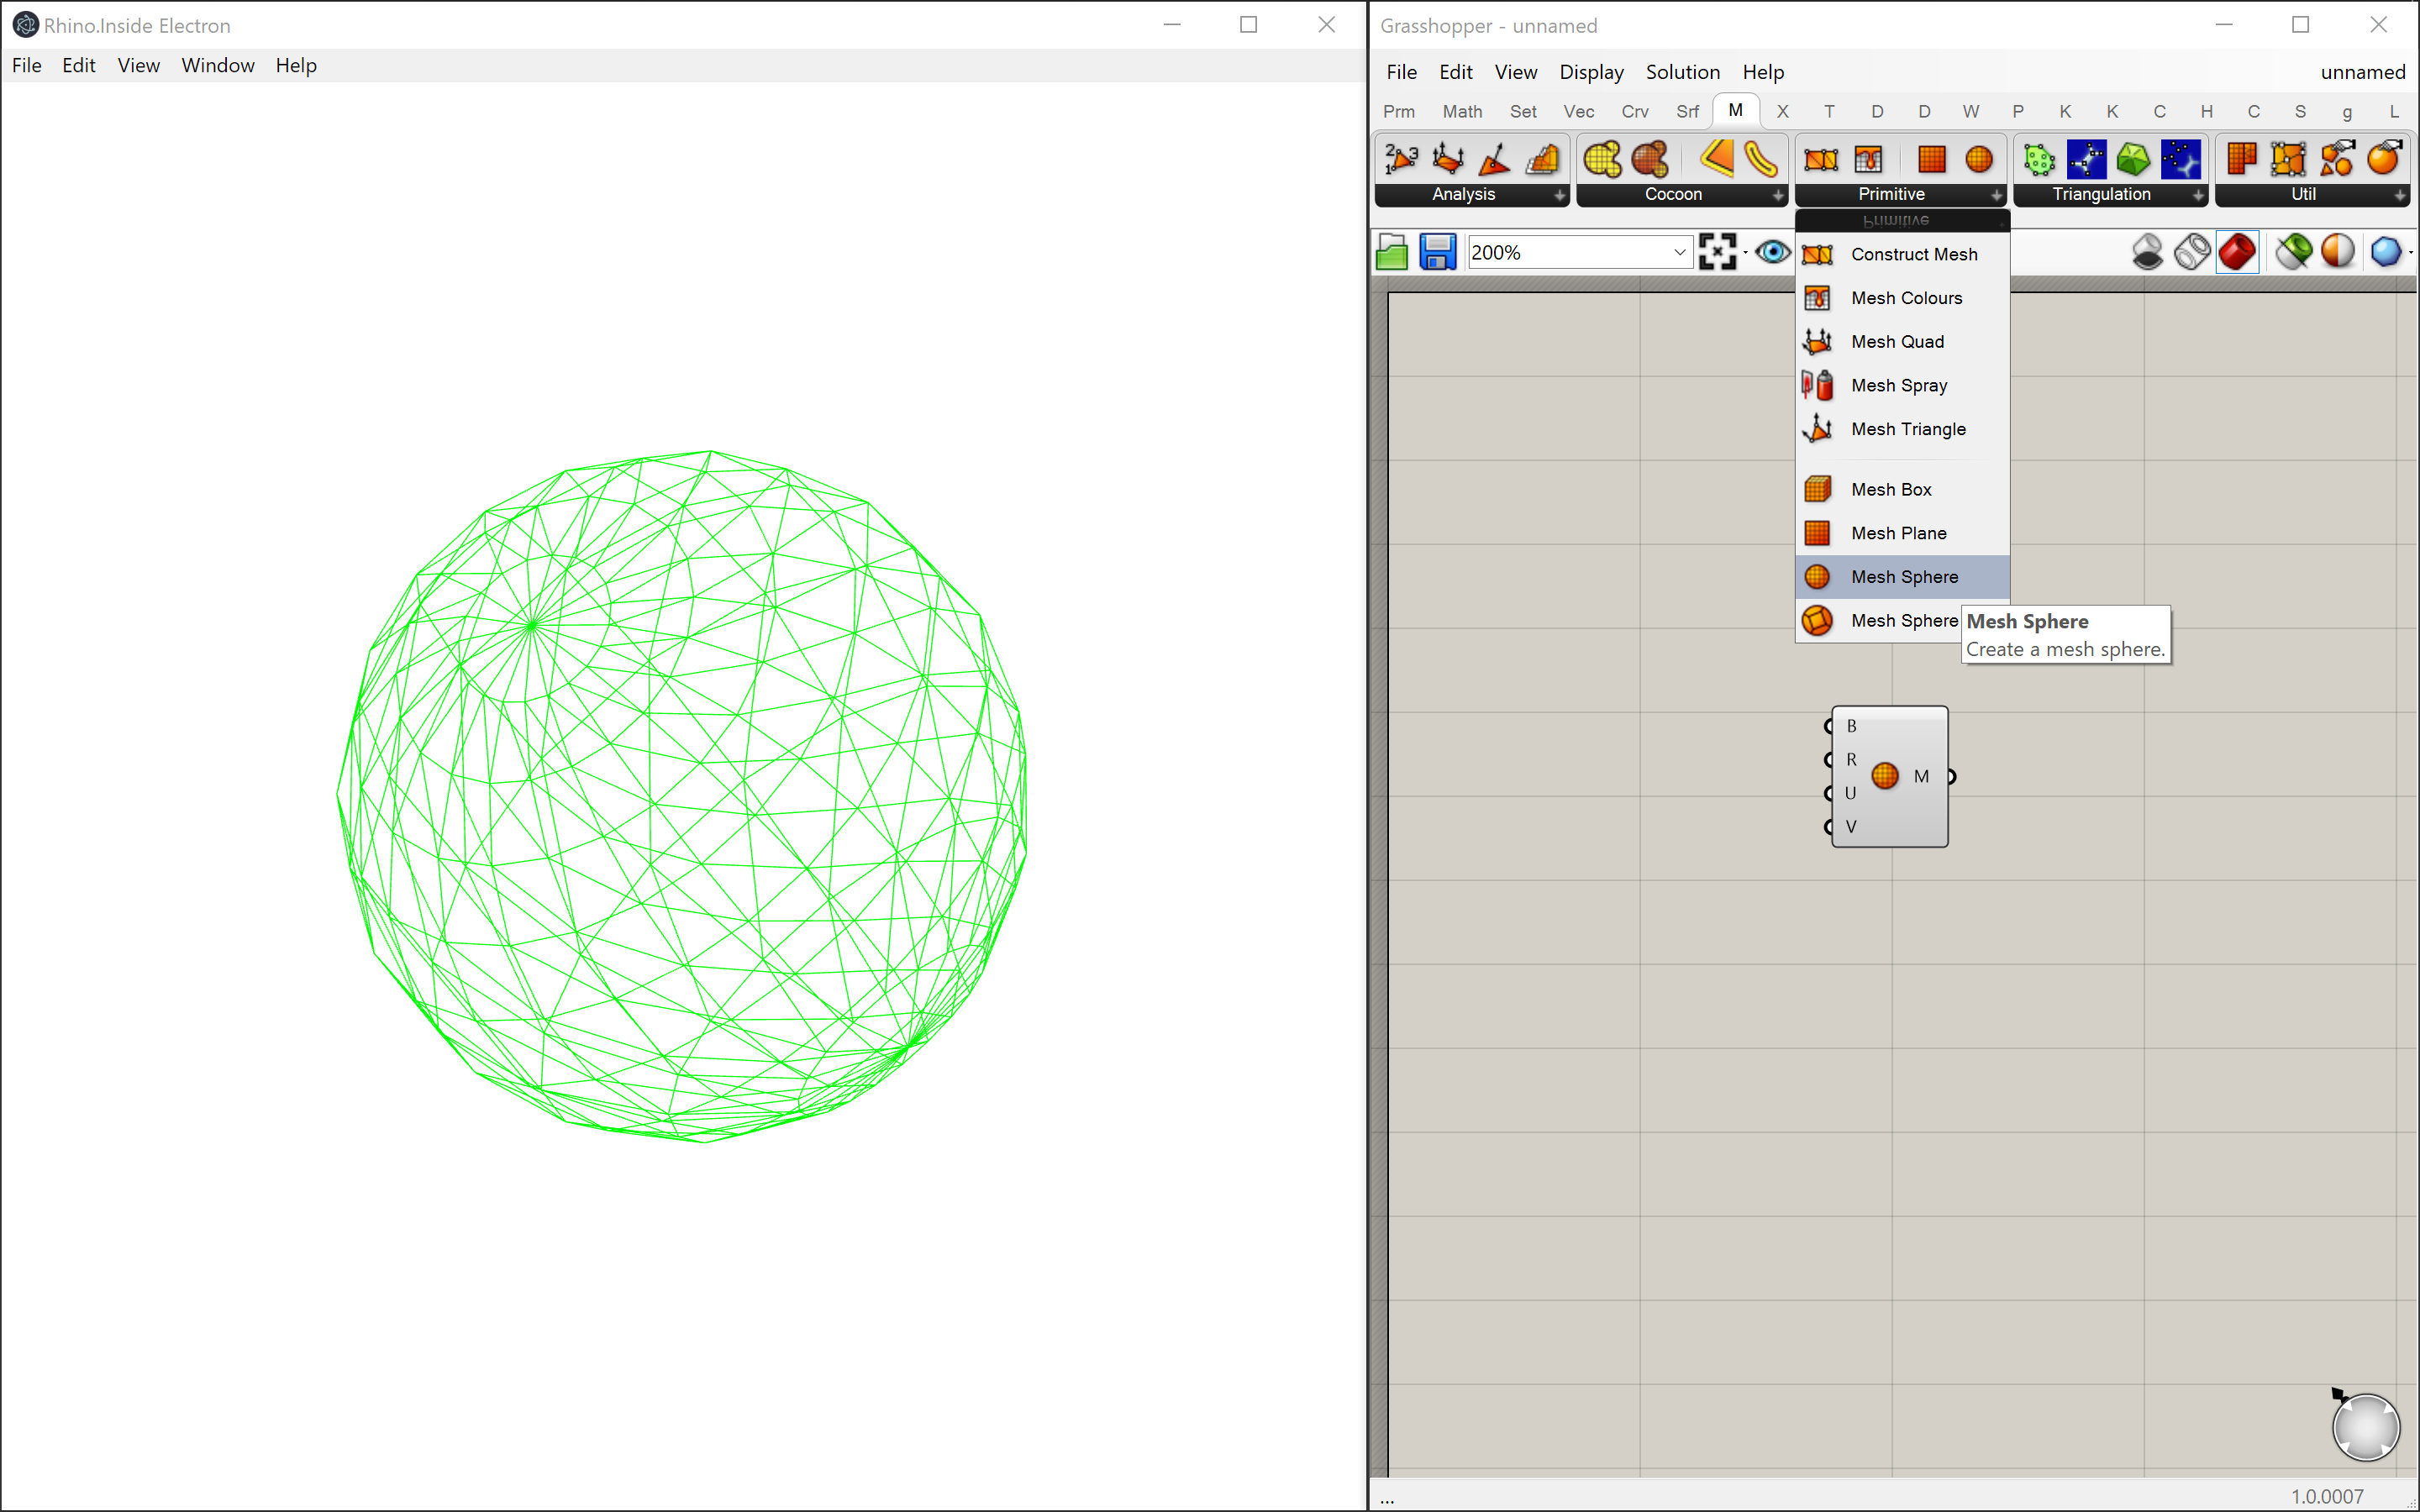 Rhino.Inside Electron
File Edit View Window Help
Grasshopper - unnamed
File Edit View Display Solution Help unnamed
Prm Math Set Vec Crv Srf M X T D D W P K K C H C S g L
Analysis Cocoon Primitive Triangulation Util
Primitive
200%
Construct Mesh
Mesh Colours
Mesh Quad
Mesh Spray
Mesh Triangle
Mesh Box
Mesh Plane
Mesh Sphere
Mesh Sphere
Mesh Sphere
Create a mesh sphere.
B
R
M
U
V
...
1.0.0007